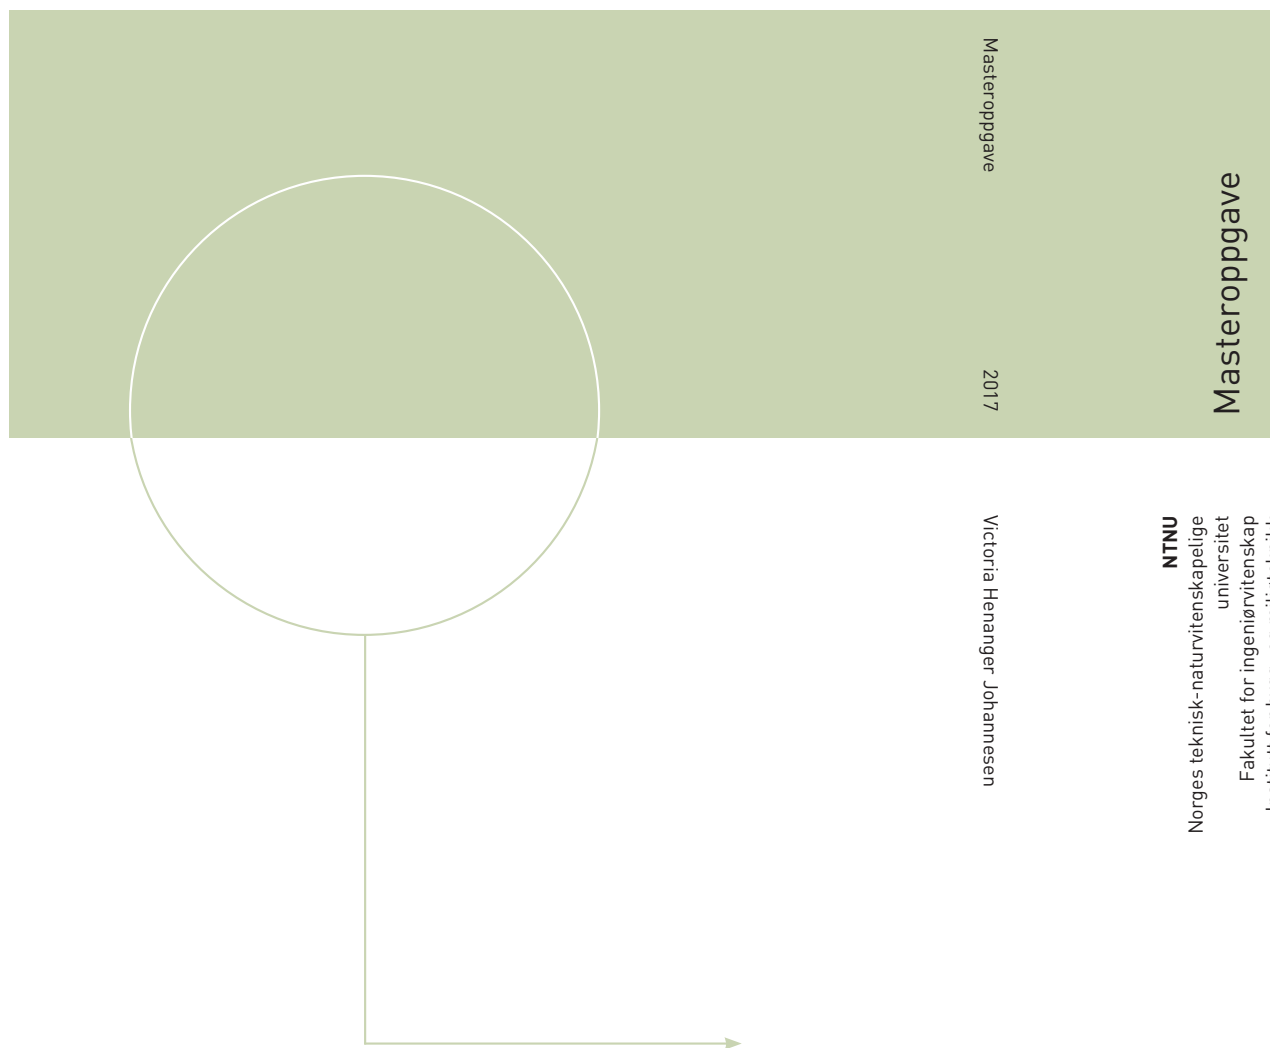 Masteroppgave
2017
Victoria Henanger Johannesen
Masteroppgave
NTNU
Norges teknisk-naturvitenskapelige
universitet
Fakultet for ingeniørvitenskap